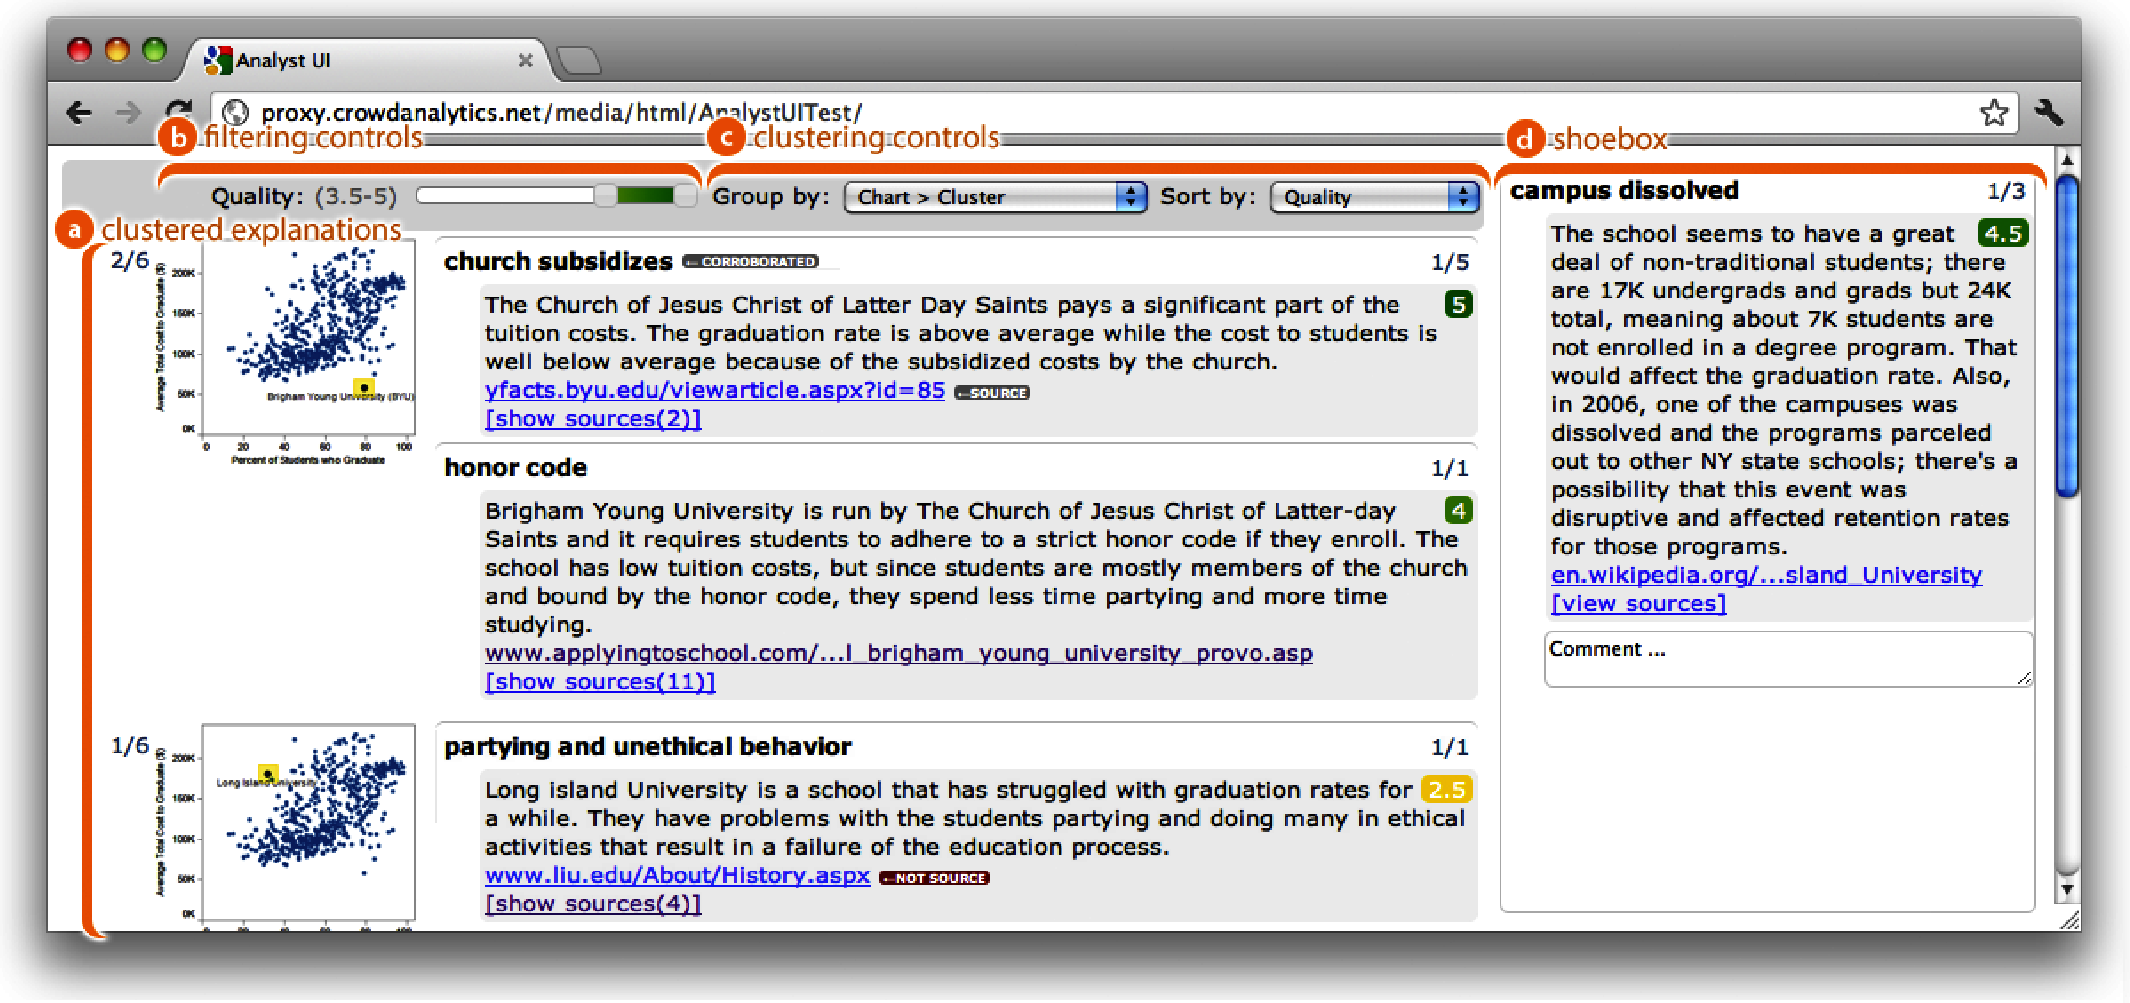 Analyst UI
proxy.crowdanalytics.net/media/html/AnalystUITest/
b filtering controls
c clustering controls
d shoebox
Quality: (3.5-5)
Group by: Chart > Cluster
Sort by: Quality
a clustered explanations
2/6
Average Total Cost to Graduate ($)
200K
150K
100K
50K
0K
Brigham Young University (BYU)
0 20 40 60 80 100
Percent of Students who Graduate
church subsidizes ←CORROBORATED 1/5
The Church of Jesus Christ of Latter Day Saints pays a significant part of the 5
tuition costs. The graduation rate is above average while the cost to students is
well below average because of the subsidized costs by the church.
yfacts.byu.edu/viewarticle.aspx?id=85 ←SOURCE
[show sources(2)]
honor code 1/1
Brigham Young University is run by The Church of Jesus Christ of Latter-day 4
Saints and it requires students to adhere to a strict honor code if they enroll. The
school has low tuition costs, but since students are mostly members of the church
and bound by the honor code, they spend less time partying and more time
studying.
www.applyingtoschool.com/...l_brigham_young_university_provo.asp
[show sources(11)]
1/6
Average Total Cost to Graduate ($)
200K
150K
100K
50K
0K
Long Island University
0 20 40 60 80 100
partying and unethical behavior 1/1
Long island University is a school that has struggled with graduation rates for 2.5
a while. They have problems with the students partying and doing many in ethical
activities that result in a failure of the education process.
www.liu.edu/About/History.aspx ←NOT SOURCE
[show sources(4)]
campus dissolved 1/3
The school seems to have a great 4.5
deal of non-traditional students; there
are 17K undergrads and grads but 24K
total, meaning about 7K students are
not enrolled in a degree program. That
would affect the graduation rate. Also,
in 2006, one of the campuses was
dissolved and the programs parceled
out to other NY state schools; there's a
possibility that this event was
disruptive and affected retention rates
for those programs.
en.wikipedia.org/...sland_University
[view sources]
Comment ...